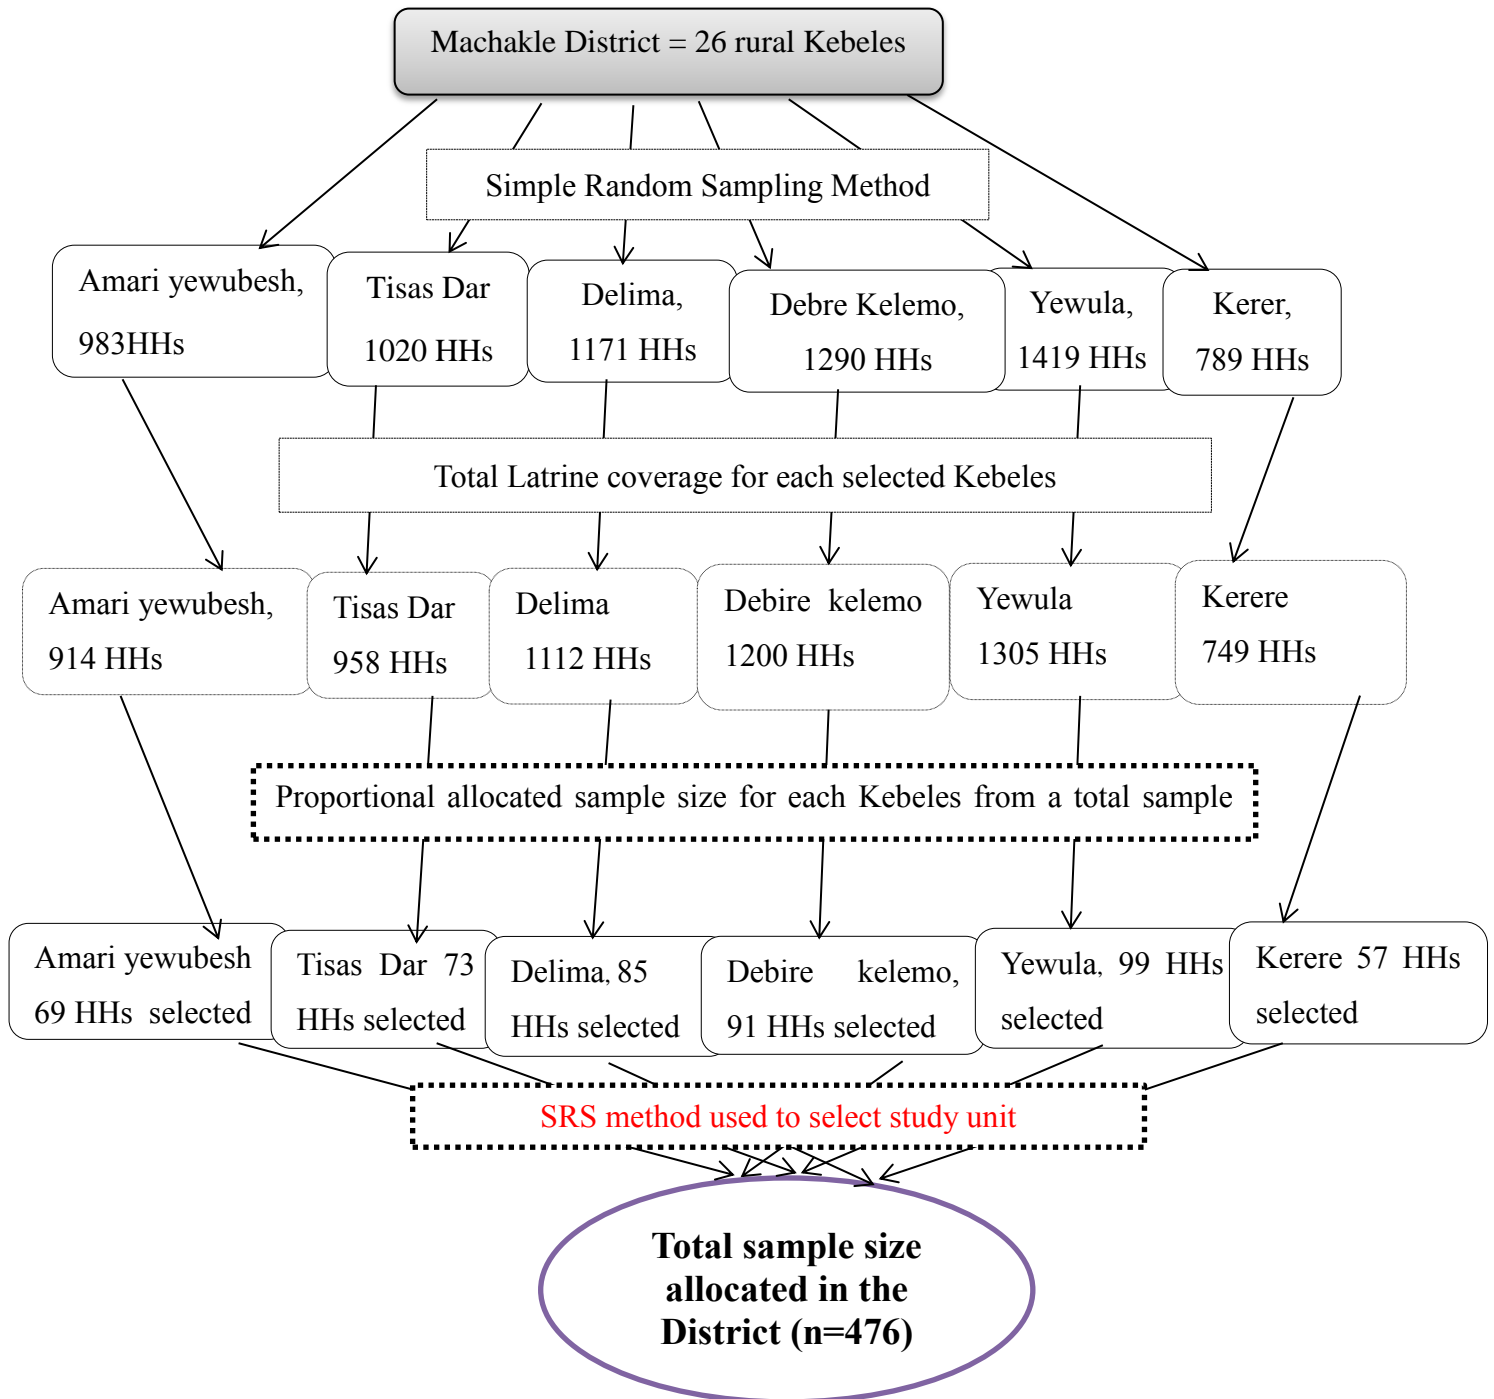 Machakle District = 26 rural Kebeles
Simple Random Sampling Method
Amari yewubesh,
983HHs
Tisas Dar
1020 HHs
Delima,
1171 HHs
Debre Kelemo,
1290 HHs
Yewula,
1419 HHs
Kerer,
789 HHs
Total Latrine coverage for each selected Kebeles
Amari yewubesh,
914 HHs
Tisas Dar
958 HHs
Delima
1112 HHs
Debire kelemo
1200 HHs
Yewula
1305 HHs
Kerere
749 HHs
Proportional allocated sample size for each Kebeles from a total sample
Amari yewubesh
69 HHs selected
Tisas Dar 73
HHs selected
Delima, 85
HHs selected
Debire kelemo,
91 HHs selected
Yewula, 99 HHs
selected
Kerere 57 HHs
selected
SRS method used to select study unit
Total sample size
allocated in the
District (n=476)